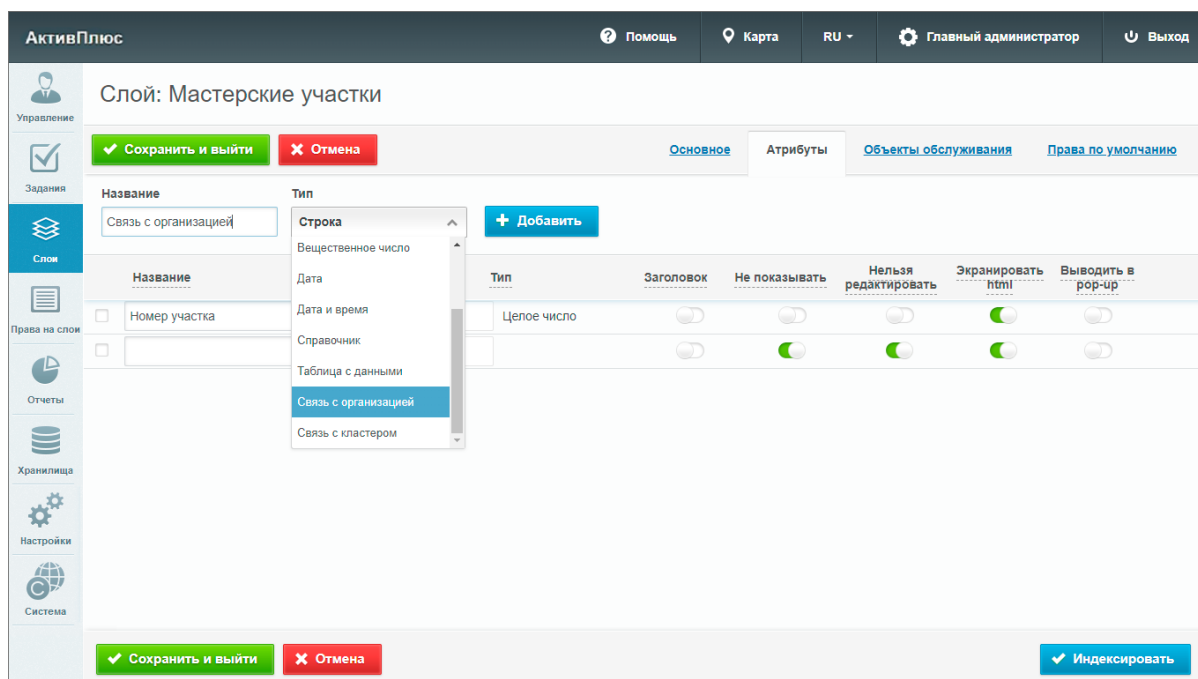 АктивПлюс
Помощь
Карта
RU
Главный администратор
Выход
Управление
Задания
Слои
Права на слои
Отчеты
Хранилища
Настройки
Система
Слой: Мастерские участки
Сохранить и выйти
Отмена
Основное
Атрибуты
Объекты обслуживания
Права по умолчанию
Название
Тип
Связь с организацией
Строка
Добавить
Вещественное число
Дата
Дата и время
Справочник
Таблица с данными
Связь с организацией
Связь с кластером
Название
Тип
Заголовок
Не показывать
Нельзя
редактировать
Экранировать
html
Выводить в
pop-up
Номер участка
Целое число
Сохранить и выйти
Отмена
Индексировать